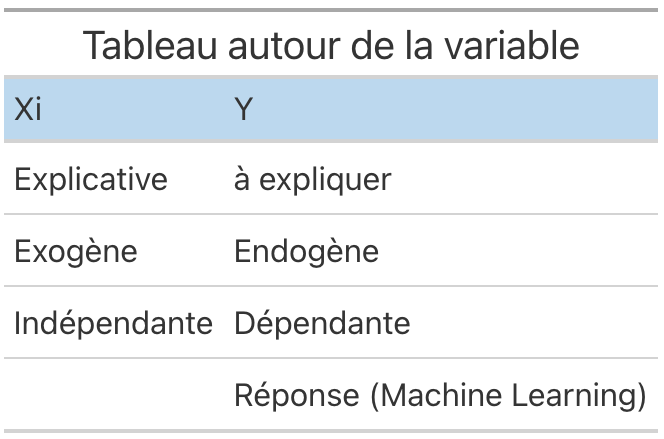 Tableau autour de la variable
Xi Y
Explicative à expliquer
Exogène Endogène
Indépendante Dépendante
Réponse (Machine Learning)